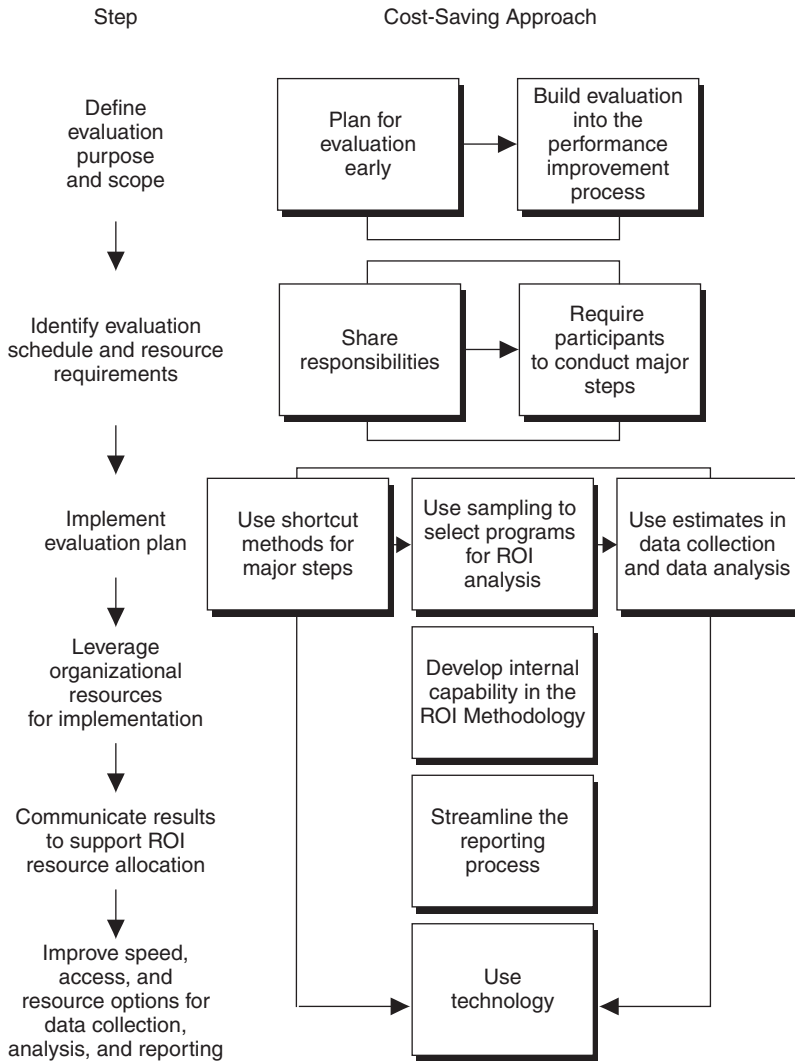 Step
Cost-Saving Approach
Define
evaluation
purpose
and scope
Plan for
evaluation
early
Build evaluation
into the
performance
improvement
process
Identify evaluation
schedule and resource
requirements
Share
responsibilities
Require
participants
to conduct major
steps
Implement
evaluation plan
Use shortcut
methods for
major steps
Use sampling to
select programs
for ROI
analysis
Use estimates in
data collection
and data analysis
Leverage
organizational
resources
for implementation
Develop internal
capability in the
ROI Methodology
Communicate results
to support ROI
resource allocation
Streamline the
reporting
process
Improve speed,
access, and
resource options for
data collection,
analysis, and reporting
Use
technology